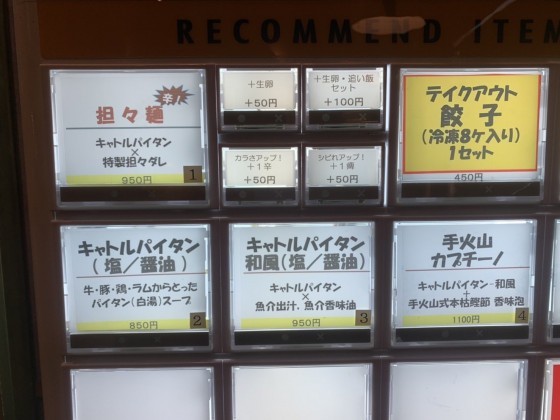 RECOMMEND ITEM
辛!
担々麺
キャトルパイタン
×
特製担々ダレ
950円
1
+生卵
+50円
+生卵・追い飯
セット
+100円
カラさアップ!
+1辛
+50円
シビれアップ!
+1痺
+50円
テイクアウト
餃子
(冷凍8ケ入り)
1セット
450円
キャトルパイタン
(塩/醤油)
牛・豚・鶏・ラムからとった
パイタン(白湯)スープ
850円
2
キャトルパイタン
和風(塩/醤油)
キャトルパイタン
×
魚介出汁、魚介香味油
950円
3
手火山
カプチーノ
キャトルパイタン-和風
+
手火山式本枯鰹節 香味泡
1100円
4